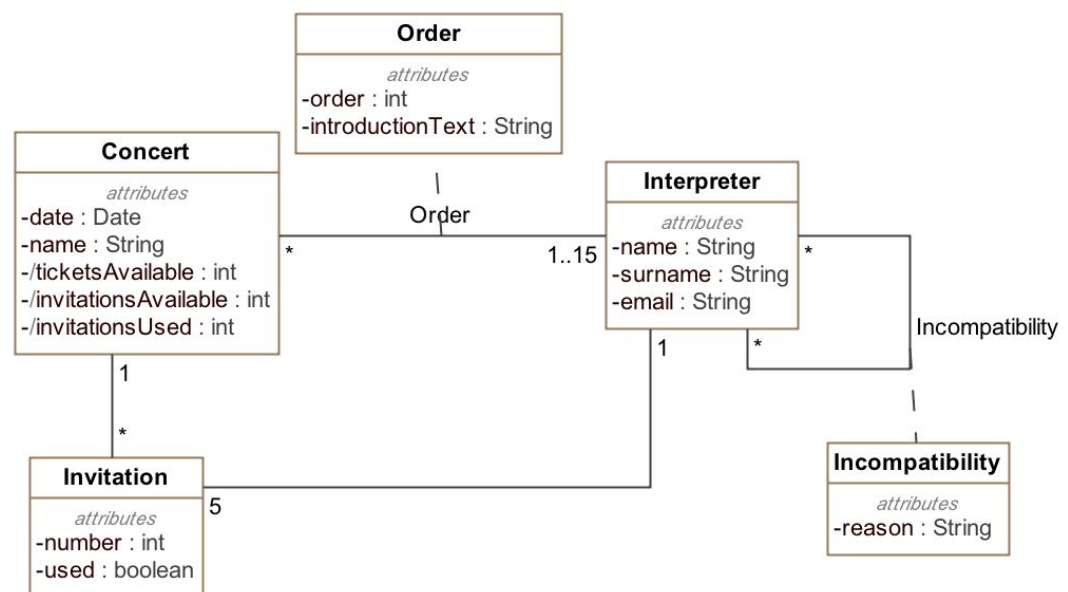 Order
attributes
-order : int
-introductionText : String
Concert
attributes
-date : Date
-name : String
-/ticketsAvailable : int
-/invitationsAvailable : int
-/invitationsUsed : int
Order
*
1..15
Interpreter
attributes
-name : String
-surname : String
-email : String
*
*
Incompatibility
1
1
*
5
Invitation
attributes
-number : int
-used : boolean
Incompatibility
attributes
-reason : String